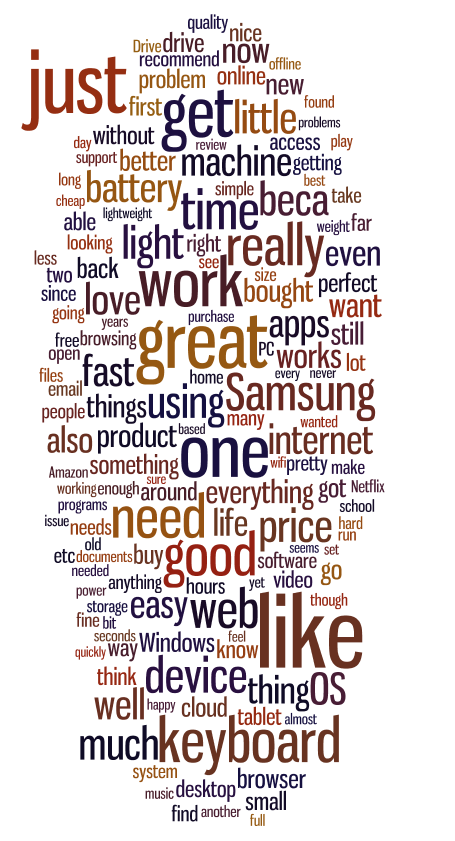 quality
nice
Drive drive now
recommend offline
problem online new
just first get little found
problems
day without review access play
support better machine getting
long battery simple best
cheap time beca take
able lightweight weight far
looking light right really even
less see
two back work size perfect
since love bought want
going years purchase apps
free browsing great PC still
open works lot
files fast home every never
email using Samsung
people things many wanted
also product based one internet
Amazon something wifi pretty make
sure
working enough around everything got Netflix
programs school
issue needs need life price hard
old run
etc documents buy good seems set
needed software go
power anything hours yet video
storage easy web like though
fine bit
seconds way Windows feel
quickly know
think device thing OS
well happy cloud
tablet almost
much keyboard
system
music desktop browser
small
find another
full